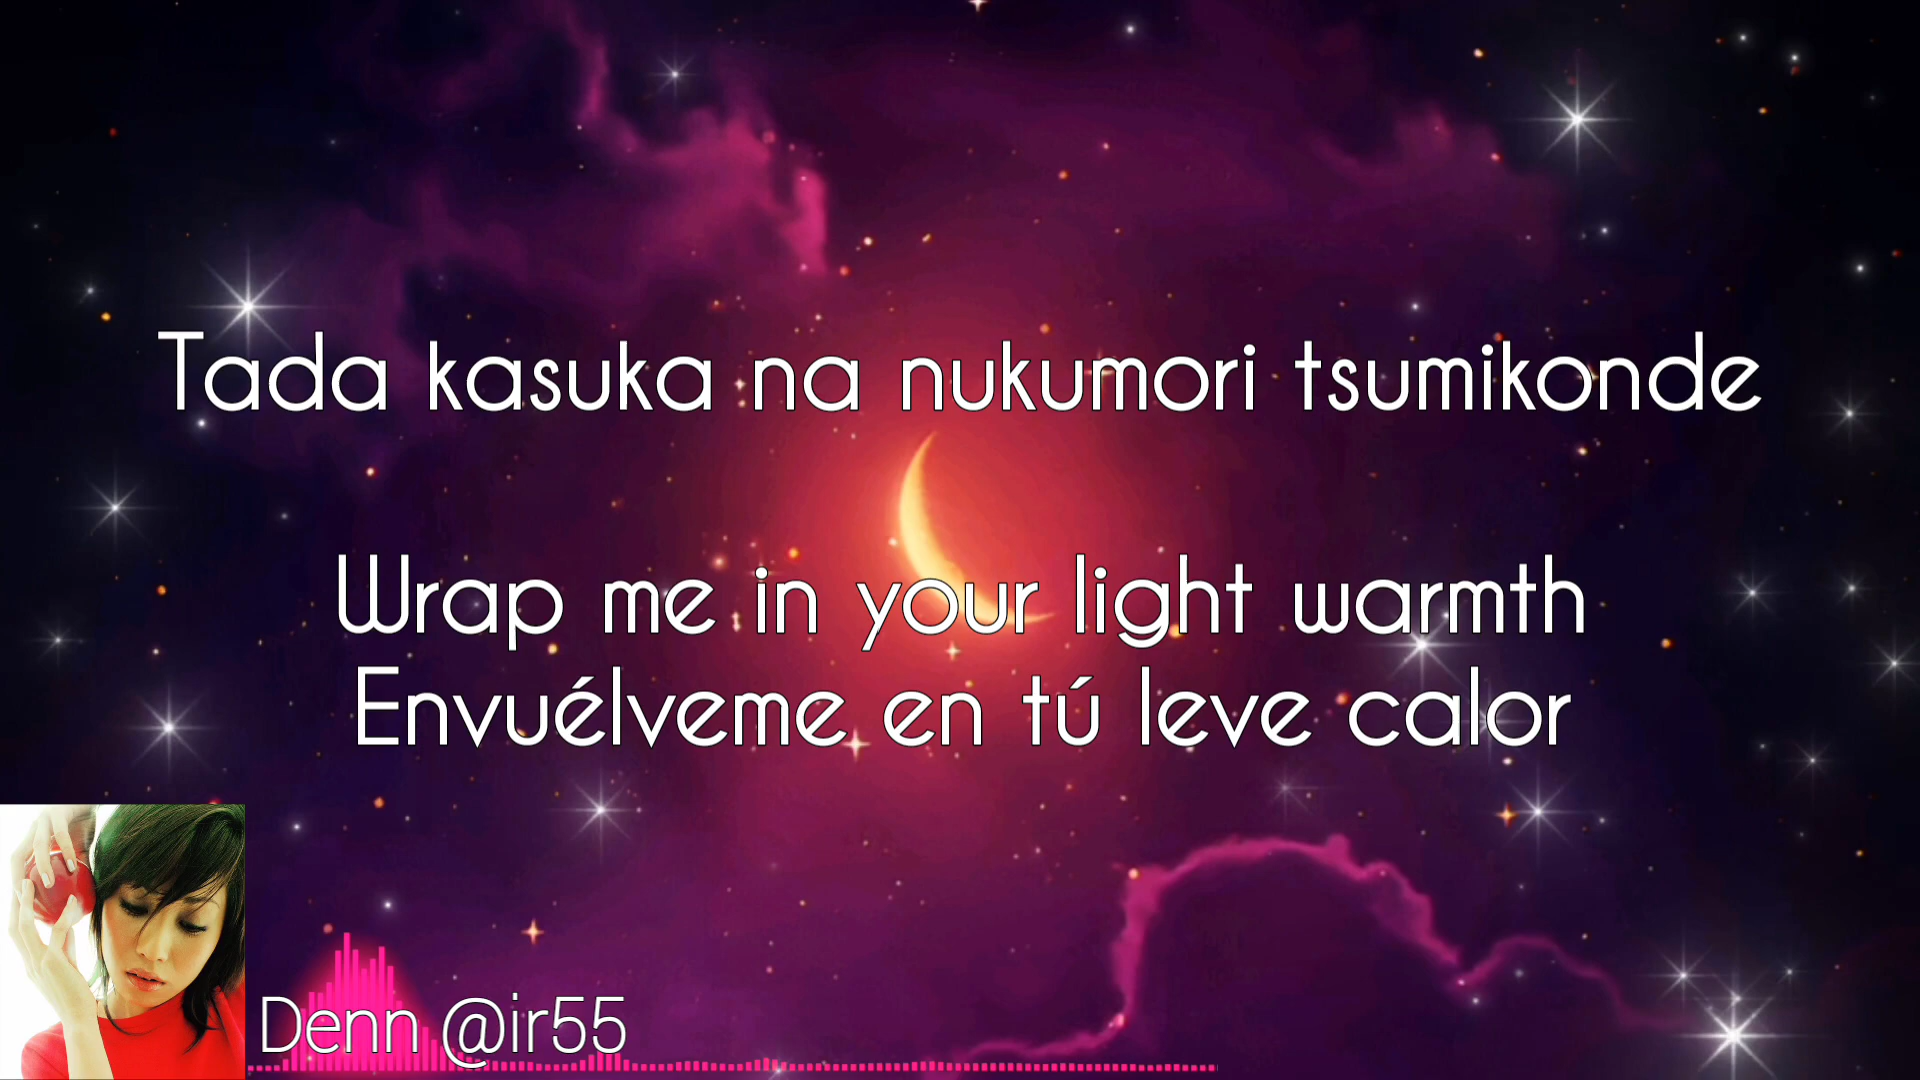 Tada kasuka na nukumori tsumikonde
Wrap me in your light warmth
Envuélveme en tú leve calor
Denn @ir55